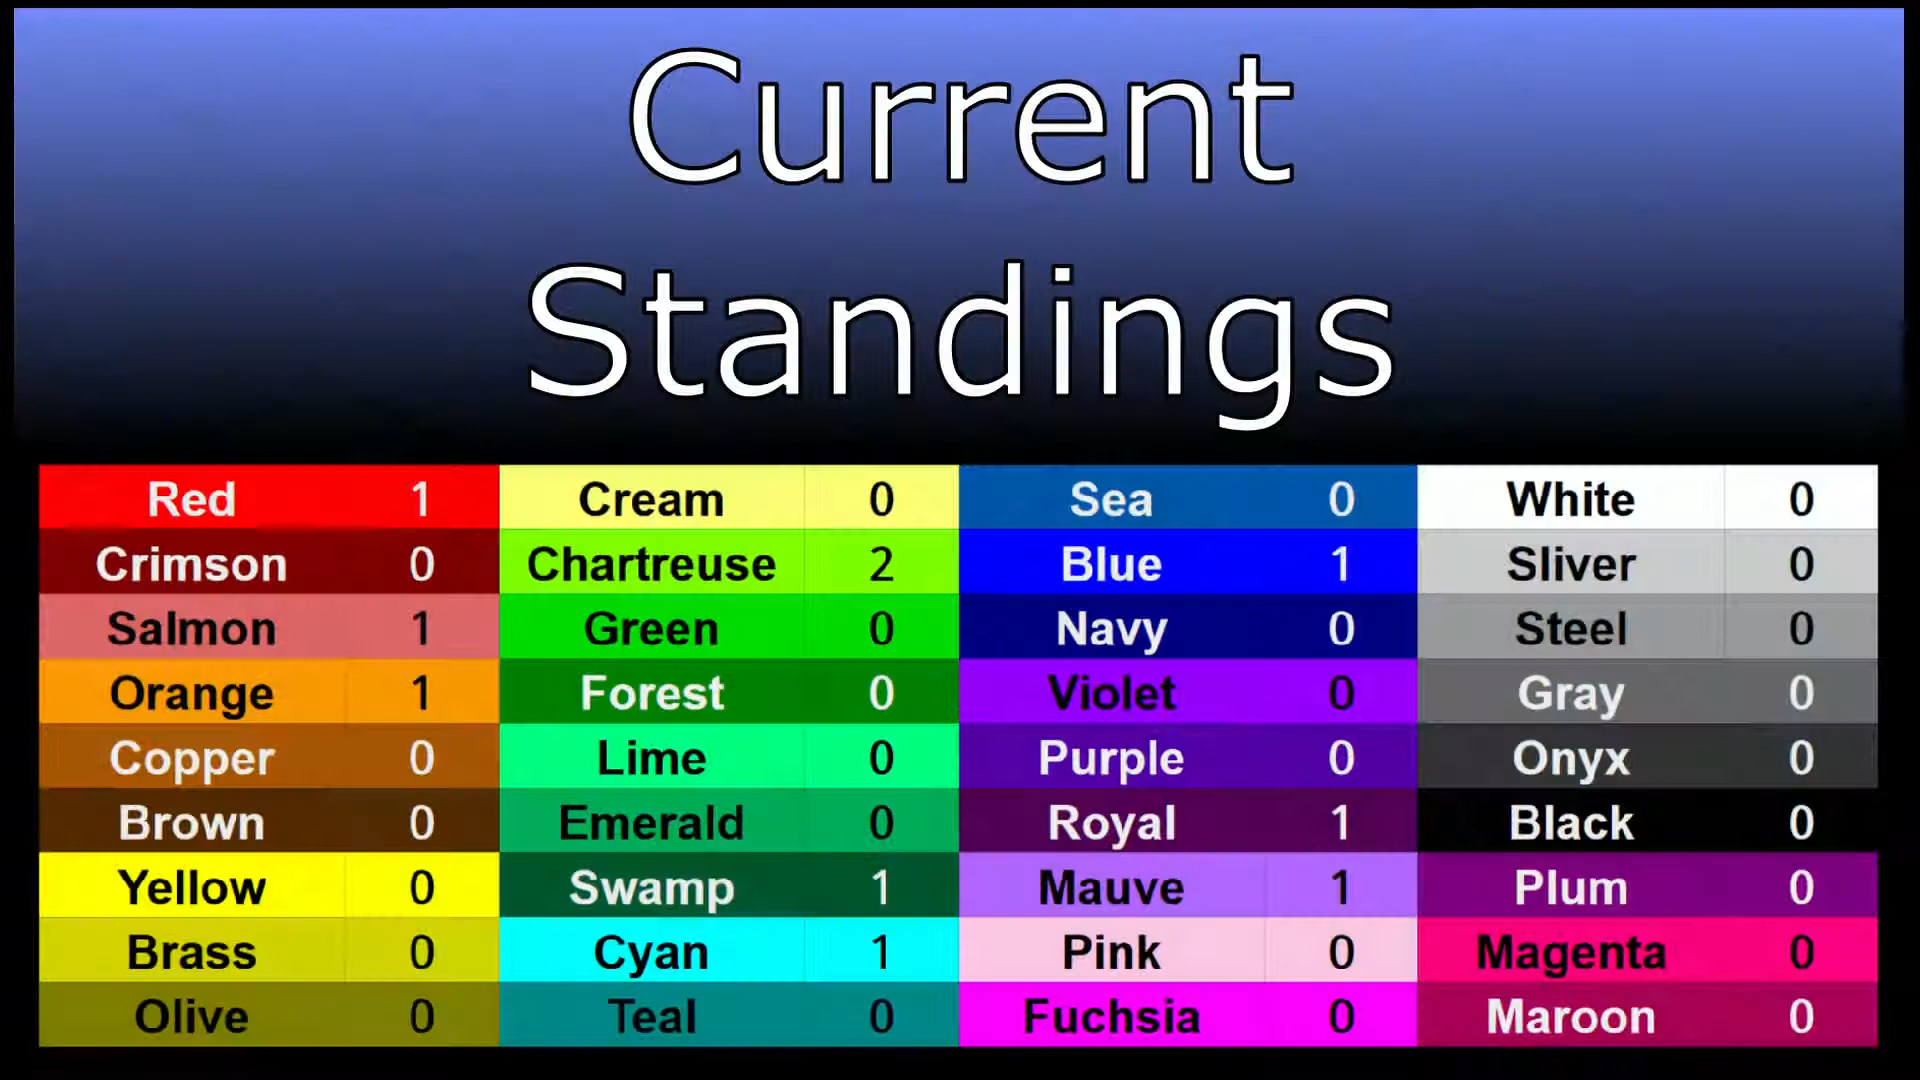 Current
Standings
Red 1 Cream 0 Sea 0 White 0
Crimson 0 Chartreuse 2 Blue 1 Sliver 0
Salmon 1 Green 0 Navy 0 Steel 0
Orange 1 Forest 0 Violet 0 Gray 0
Copper 0 Lime 0 Purple 0 Onyx 0
Brown 0 Emerald 0 Royal 1 Black 0
Yellow 0 Swamp 1 Mauve 1 Plum 0
Brass 0 Cyan 1 Pink 0 Magenta 0
Olive 0 Teal 0 Fuchsia 0 Maroon 0